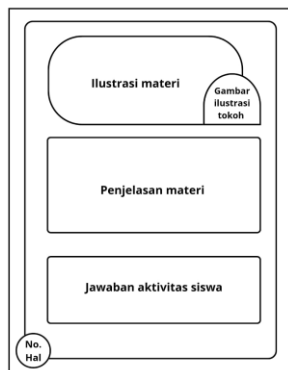 Ilustrasi materi
Gambar
ilustrasi
tokoh
Penjelasan materi
Jawaban aktivitas siswa
No.
Hal